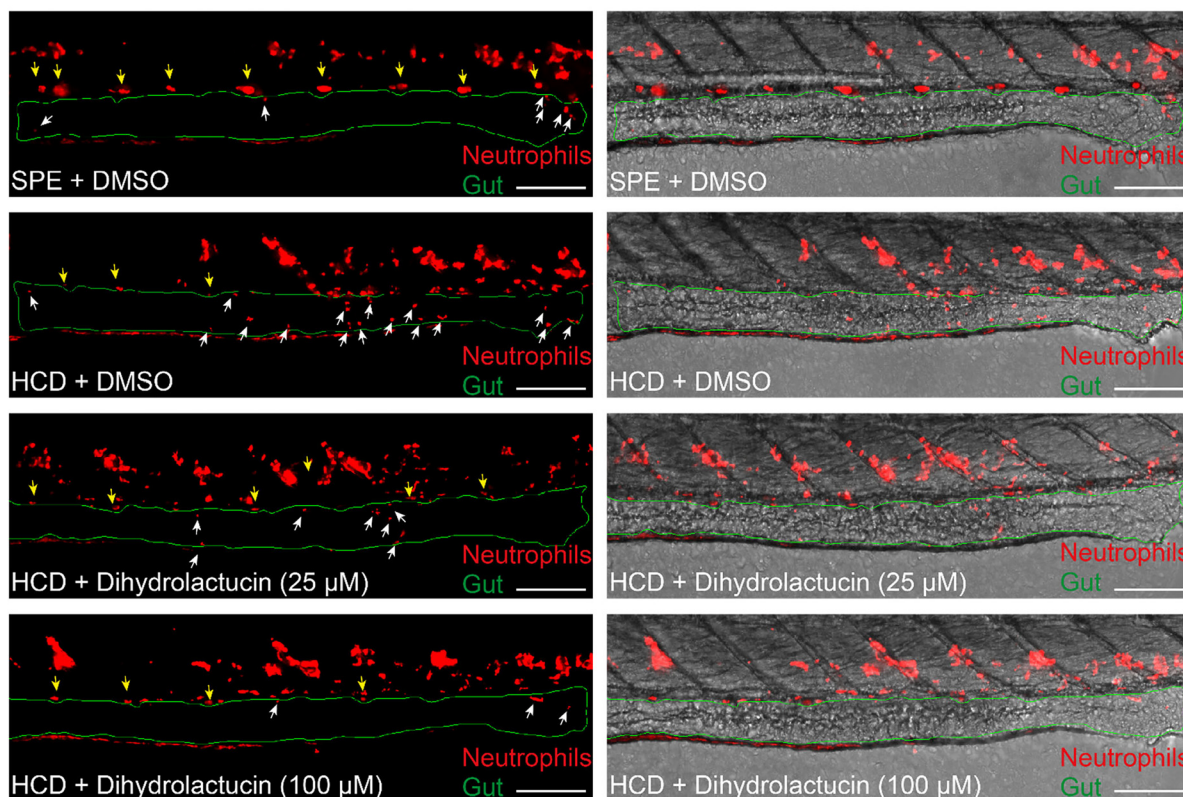 Neutrophils
SPE + DMSO Gut
Neutrophils
SPE + DMSO Gut
Neutrophils
HCD + DMSO Gut
Neutrophils
HCD + DMSO Gut
Neutrophils
HCD + Dihydrolactucin (25 µM) Gut
Neutrophils
HCD + Dihydrolactucin (25 µM) Gut
Neutrophils
HCD + Dihydrolactucin (100 µM) Gut
Neutrophils
HCD + Dihydrolactucin (100 µM) Gut